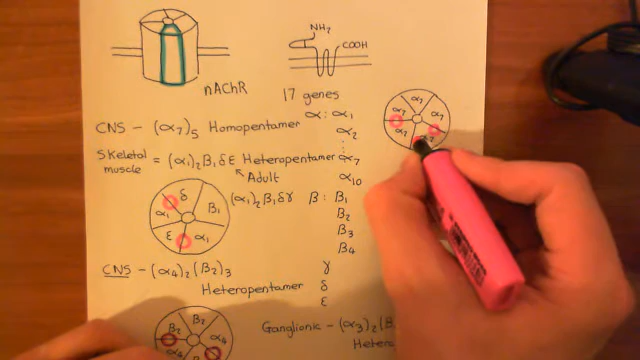 NH₂
COOH
nAChR
17 genes
α : α₁
α₂
⋮
α₇
α₁₀
α₇
α₇
α₇
α₇
CNS - (α₇)₅ Homopentamer
Skeletal muscle = (α₁)₂ β₁ δ ε Heteropentamer
↖ Adult
(α₁)₂ β₁ δ γ
δ
α₁
β₁
ε
α₁
β : β₁
β₂
β₃
β₄
γ
δ
ε
CNS - (α₄)₂ (β₂)₃
Heteropentamer
β₂
β₂
α₄
α₄
Ganglionic - (α₃)₂ (β
Hetero